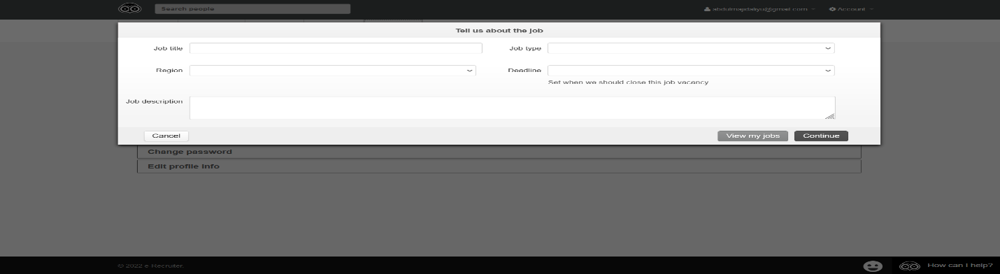 Search people
abdulmajidaliyu@gmail.com
Account
Tell us about the job
Job title
Job type
Region
Deadline
Set when we should close this job vacancy
Job description
Cancel
View my jobs
Continue
Change password
Edit profile info
© 2022 e-Recruiter.
How can I help?